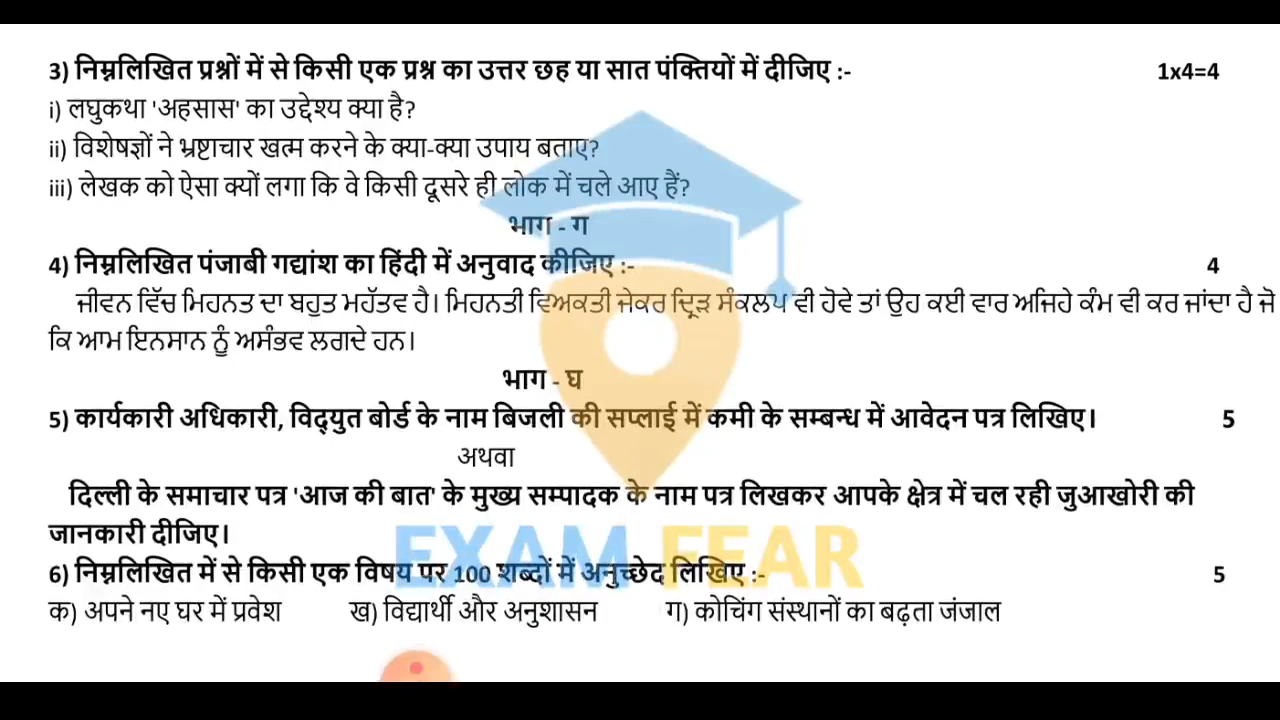 3) निम्नलिखित प्रश्नों में से किसी एक प्रश्न का उत्तर छह या सात पंक्तियों में दीजिए :- 1x4=4
i) लघुकथा 'अहसास' का उद्देश्य क्या है?
ii) विशेषज्ञों ने भ्रष्टाचार खत्म करने के क्या-क्या उपाय बताए?
iii) लेखक को ऐसा क्यों लगा कि वे किसी दूसरे ही लोक में चले आए हैं?
भाग - ग
4) निम्नलिखित पंजाबी गद्यांश का हिंदी में अनुवाद कीजिए :- 4
ਜੀਵਨ ਵਿੱਚ ਮਿਹਨਤ ਦਾ ਬਹੁਤ ਮਹੱਤਵ ਹੈ। ਮਿਹਨਤੀ ਵਿਅਕਤੀ ਜੇਕਰ ਦ੍ਰਿੜ ਸੰਕਲਪ ਵੀ ਹੋਵੇ ਤਾਂ ਉਹ ਕਈ ਵਾਰ ਅਜਿਹੇ ਕੰਮ ਵੀ ਕਰ ਜਾਂਦਾ ਹੈ ਜੋ
ਕਿ ਆਮ ਇਨਸਾਨ ਨੂੰ ਅਸੰਭਵ ਲਗਦੇ ਹਨ।
भाग - घ
5) कार्यकारी अधिकारी, विद्युत बोर्ड के नाम बिजली की सप्लाई में कमी के सम्बन्ध में आवेदन पत्र लिखिए। 5
अथवा
दिल्ली के समाचार पत्र 'आज की बात' के मुख्य सम्पादक के नाम पत्र लिखकर आपके क्षेत्र में चल रही जुआखोरी की
जानकारी दीजिए।
EXAM FEAR
6) निम्नलिखित में से किसी एक विषय पर 100 शब्दों में अनुच्छेद लिखिए :- 5
क) अपने नए घर में प्रवेश ख) विद्यार्थी और अनुशासन ग) कोचिंग संस्थानों का बढ़ता जंजाल